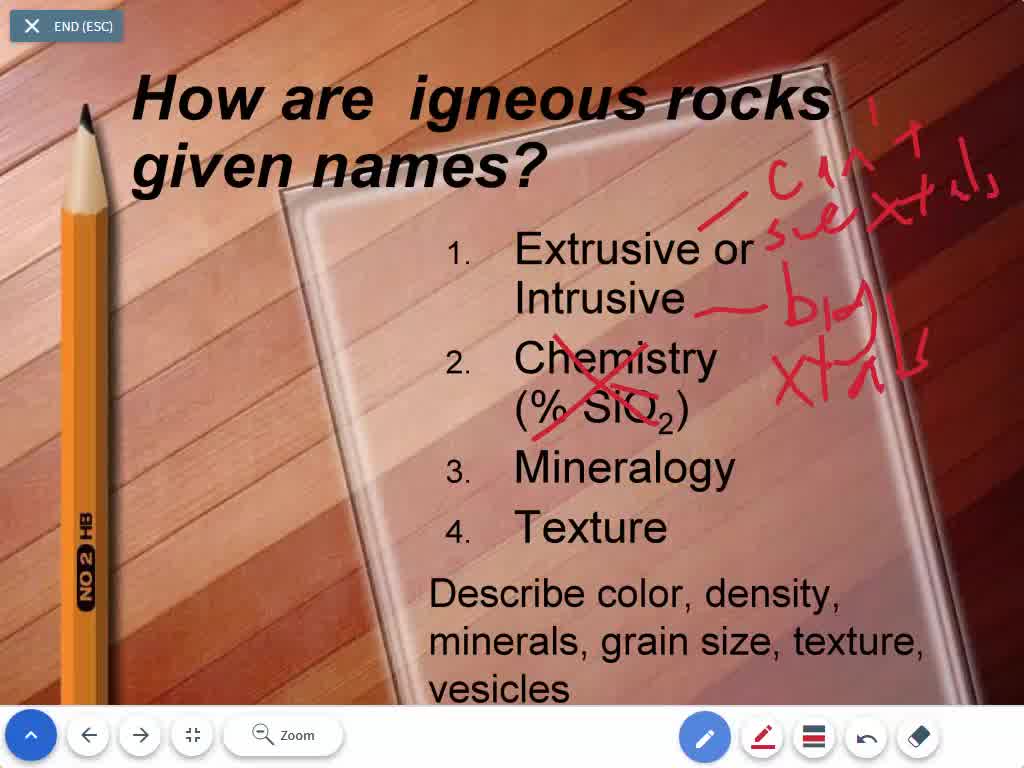 END (ESC)
How are igneous rocks
given names?
can't
see xtals
1. Extrusive or
Intrusive
big
xtals
2. Chemistry
(% SiO₂)
3. Mineralogy
4. Texture
Describe color, density,
minerals, grain size, texture,
vesicles
NO 2 HB
Zoom